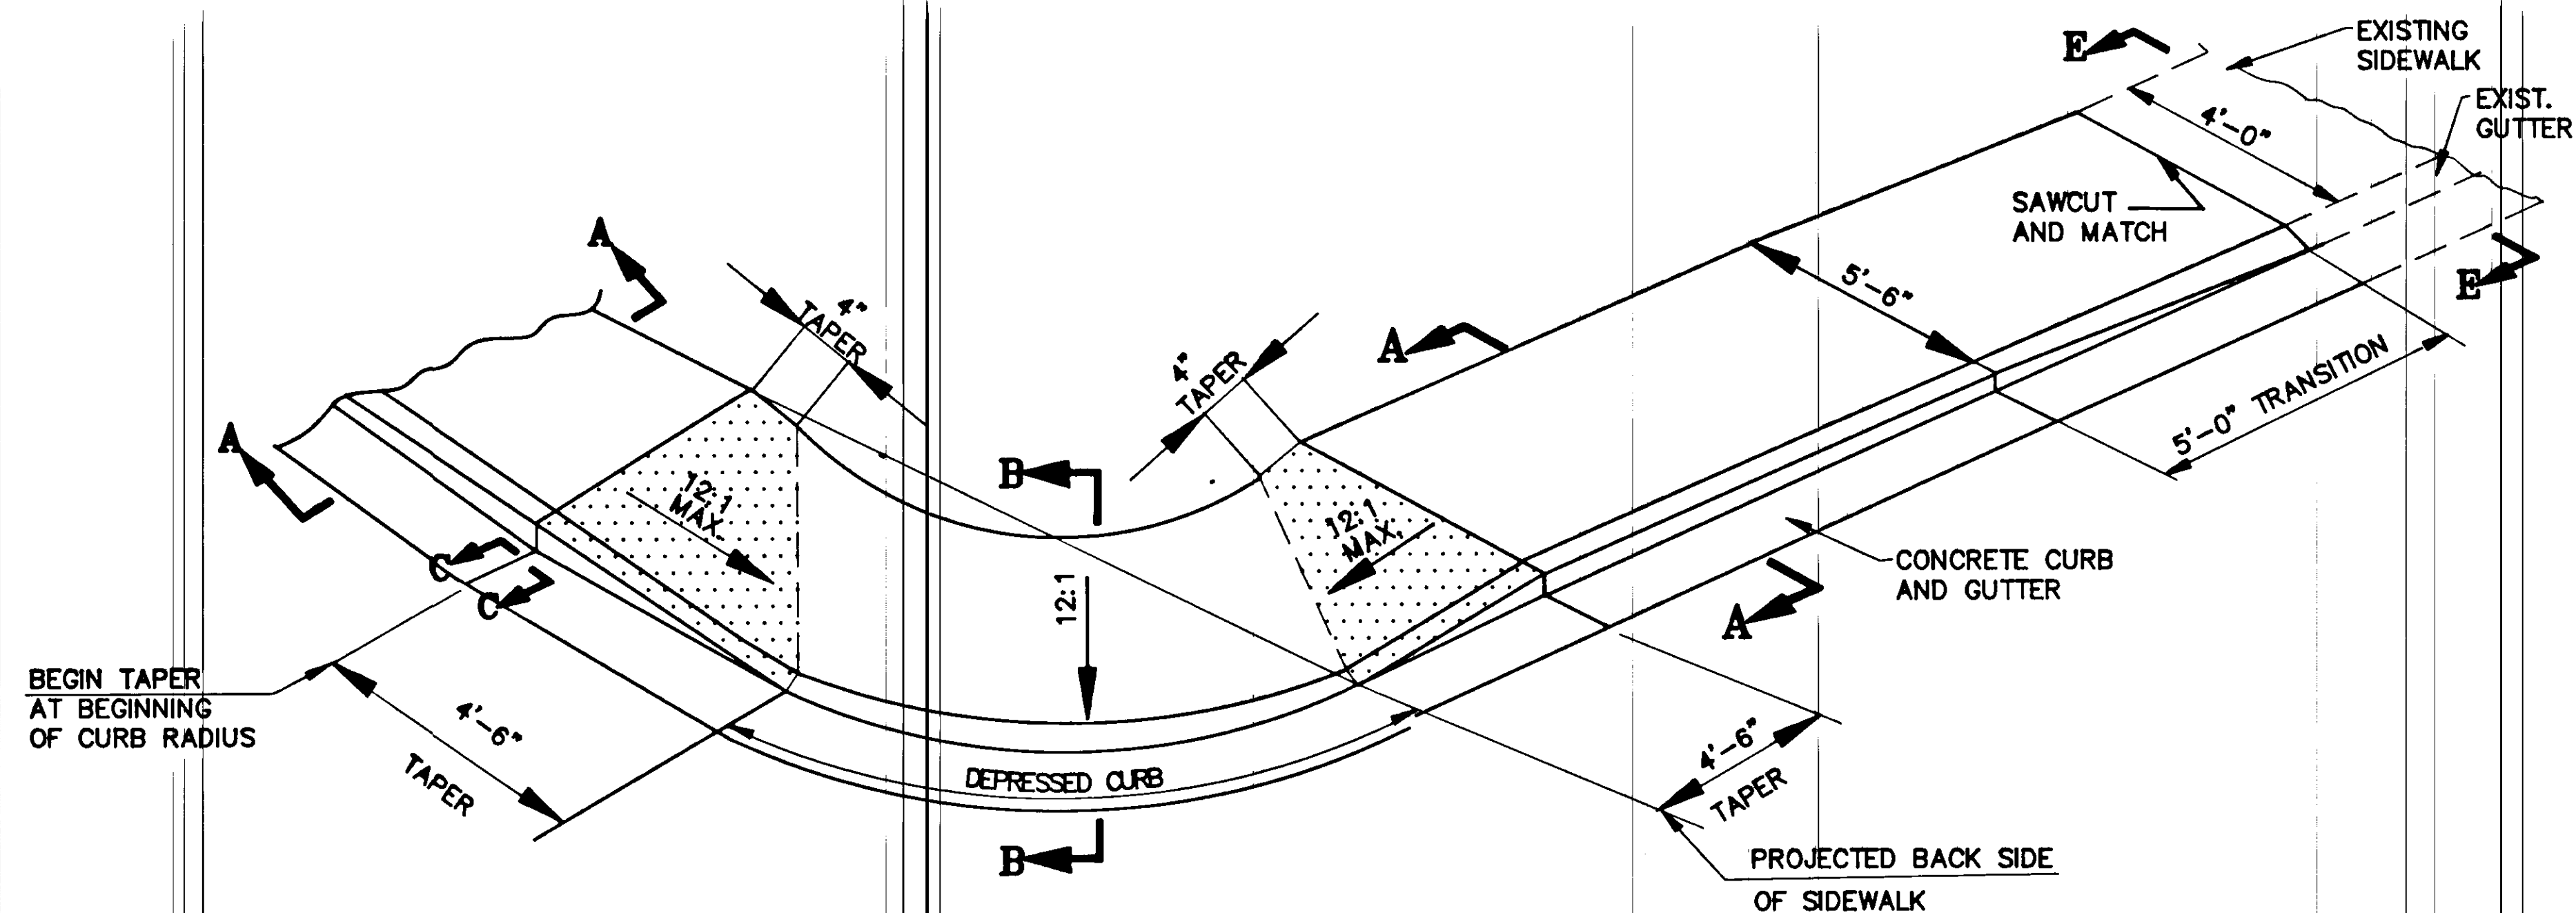 E
EXISTING
SIDEWALK
EXIST.
GUTTER
4'-0"
SAWCUT
AND MATCH
E
A
4"
TAPER
4"
TAPER
A
5'-6"
5'-0" TRANSITION
A
12:1
MAX.
B
12:1
MAX.
C
C
12:1
CONCRETE CURB
AND GUTTER
A
BEGIN TAPER
AT BEGINNING
OF CURB RADIUS
4'-6"
TAPER
DEPRESSED CURB
4'-6"
TAPER
B
PROJECTED BACK SIDE
OF SIDEWALK